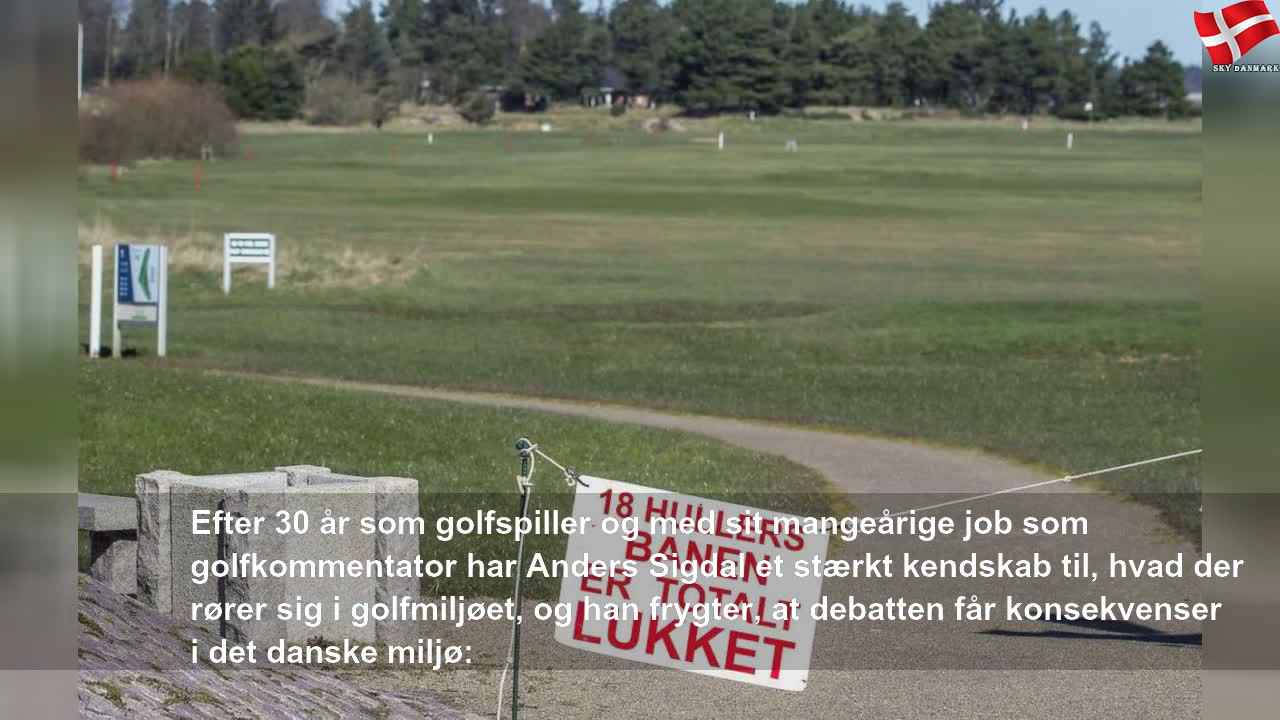 SKY DANMARK
18 HULLERS
BANEN
ER TOTALT
LUKKET
Efter 30 år som golfspiller og med sit mangeårige job som
golfkommentator har Anders Sigdal et stærkt kendskab til, hvad der
rører sig i golfmiljøet, og han frygter, at debatten får konsekvenser
i det danske miljø: